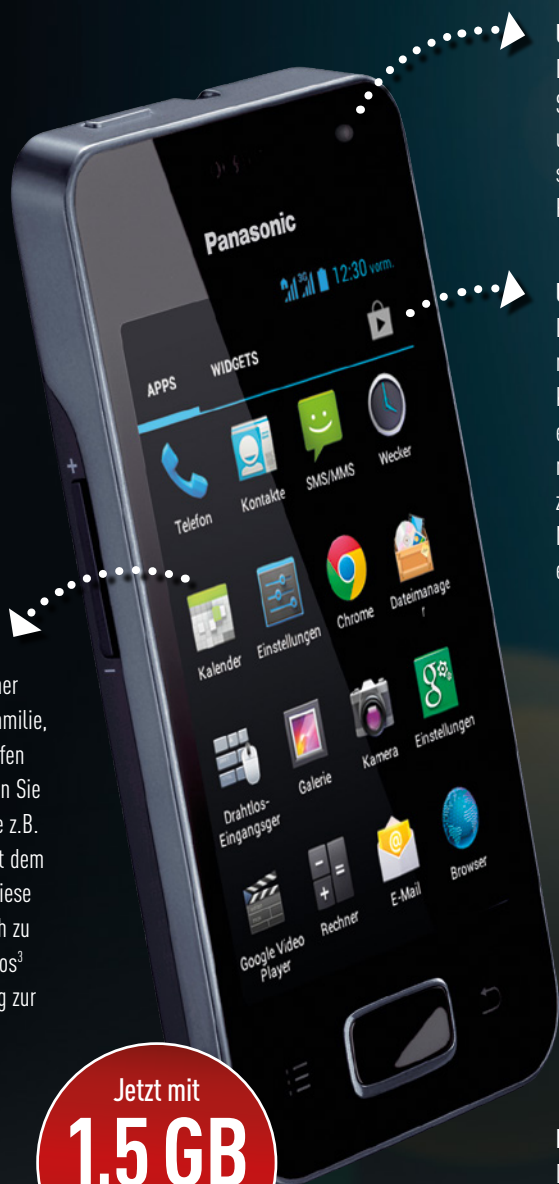 Panasonic
3G 12:30 vorm.
APPS WIDGETS
Telefon Kontakte SMS/MMS Wecker
Kalender Einstellungen Chrome Dateimanage
r
Drahtlos-
Eingangsger Galerie Kamera Einstellungen
Google Video
Player Rechner E-Mail Browser
+
−
amilie,
fen
n Sie
e z.B.
t dem
iese
h zu
os³
g zur
Jetzt mit
1,5 GB